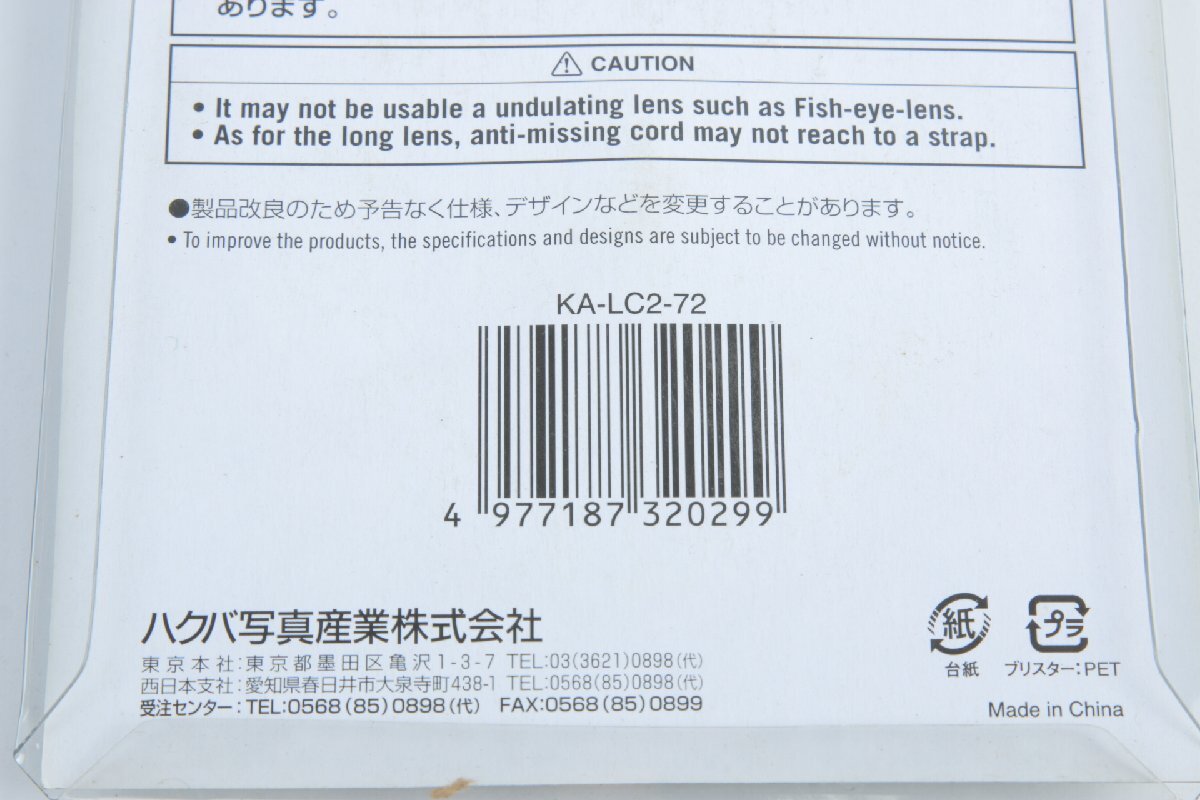 あります。
CAUTION
• It may not be usable a undulating lens such as Fish-eye-lens.
• As for the long lens, anti-missing cord may not reach to a strap.
●製品改良のため予告なく仕様、デザインなどを変更することがあります。
• To improve the products, the specifications and designs are subject to be changed without notice.
KA-LC2-72
4 977187 320299
ハクバ写真産業株式会社
東京本社：東京都墨田区亀沢1-3-7 TEL:03(3621)0898(代)
西日本支社：愛知県春日井市大泉寺町438-1 TEL:0568(85)0898(代)
受注センター：TEL:0568(85)0898(代) FAX:0568(85)0899
紙 プラ
台紙 ブリスター：PET
Made in China